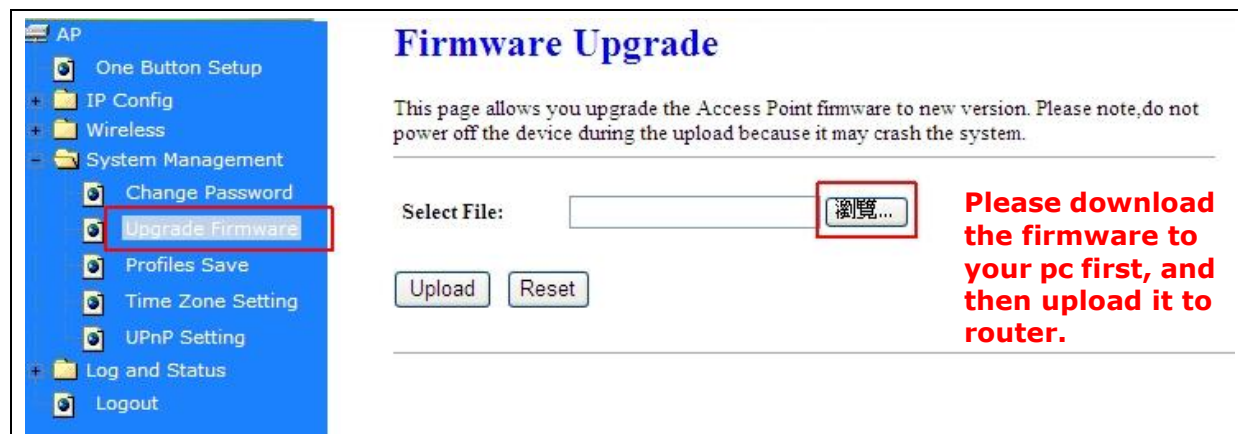 AP
One Button Setup
IP Config
Wireless
System Management
Change Password
Upgrade Firmware
Profiles Save
Time Zone Setting
UPnP Setting
Log and Status
Logout
Firmware Upgrade
This page allows you upgrade the Access Point firmware to new version. Please note,do not
power off the device during the upload because it may crash the system.
Select File:
瀏覽...
Upload Reset
Please download
the firmware to
your pc first, and
then upload it to
router.